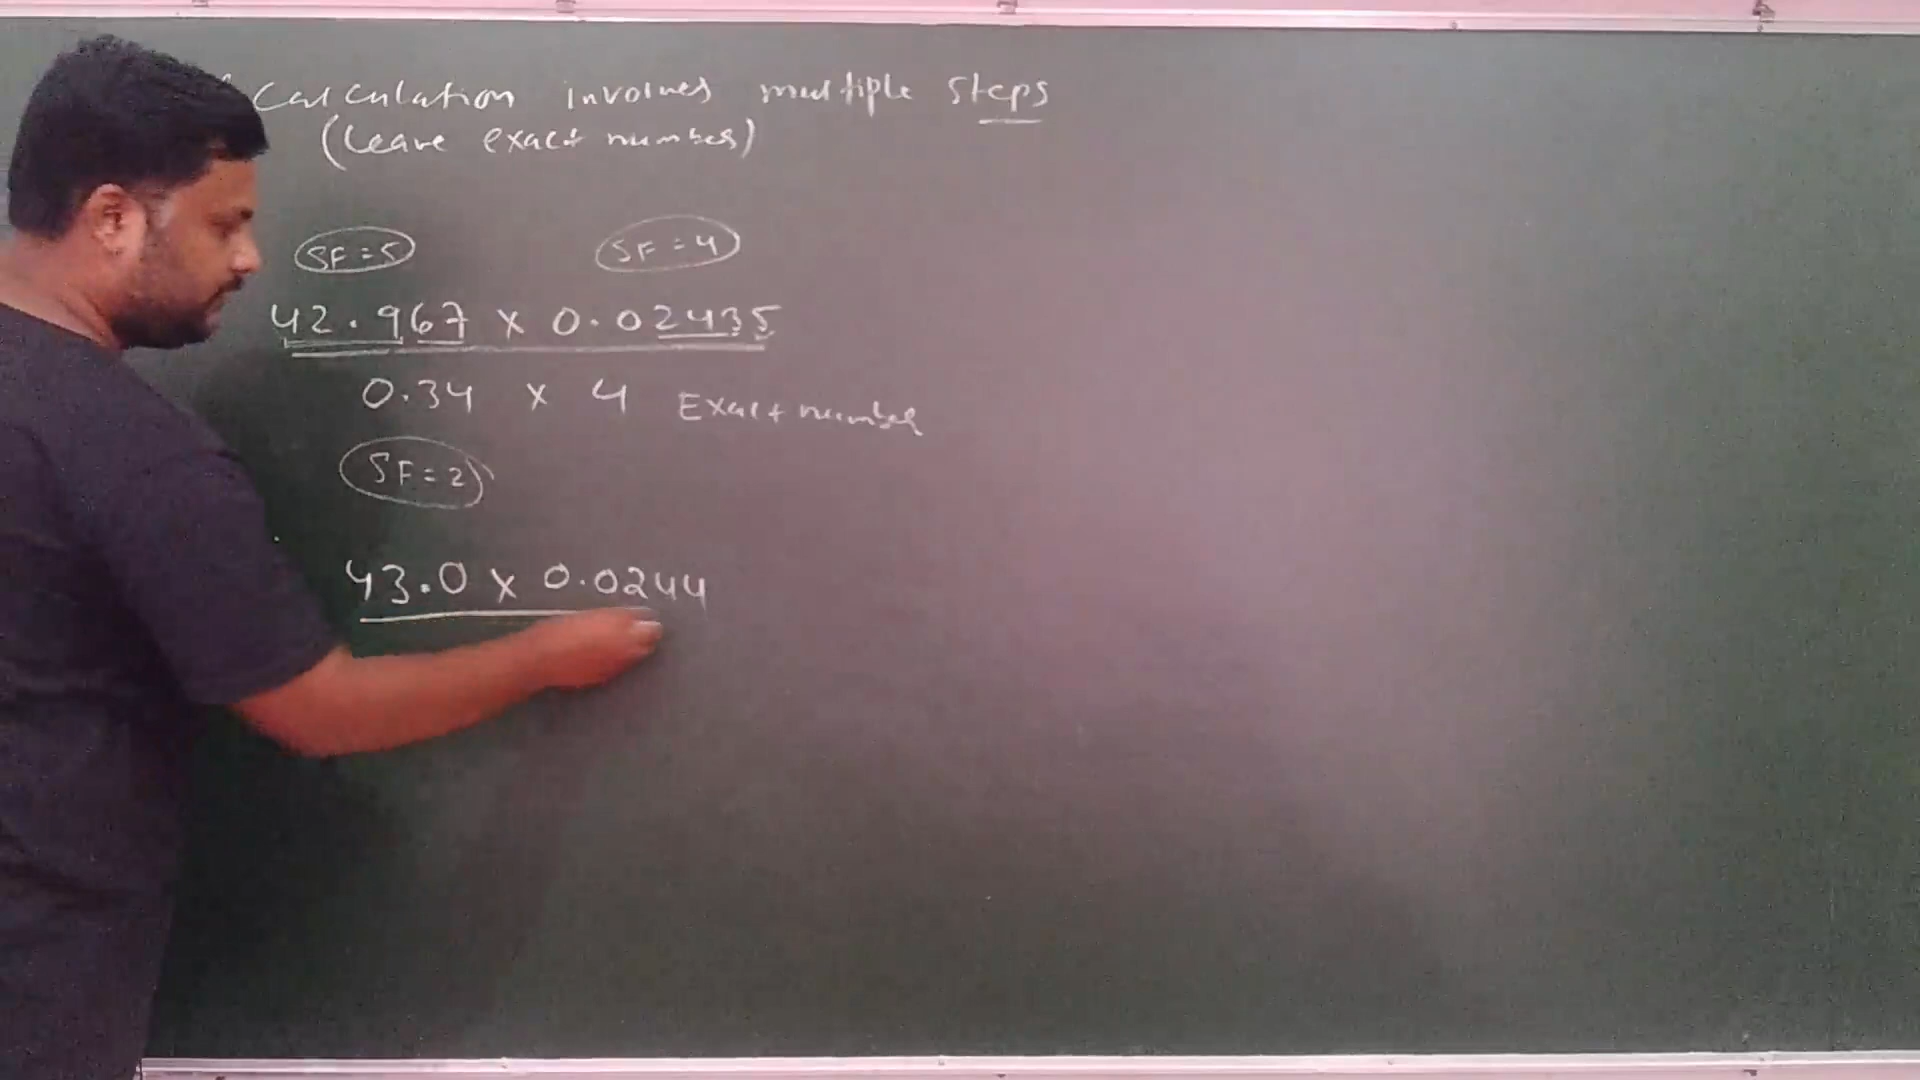 calculation involves multiple steps
(leave exact number)
SF = 5 SF = 4
42.967 x 0.02435
0.34 x 4 Exact number
SF = 2
43.0 x 0.0244